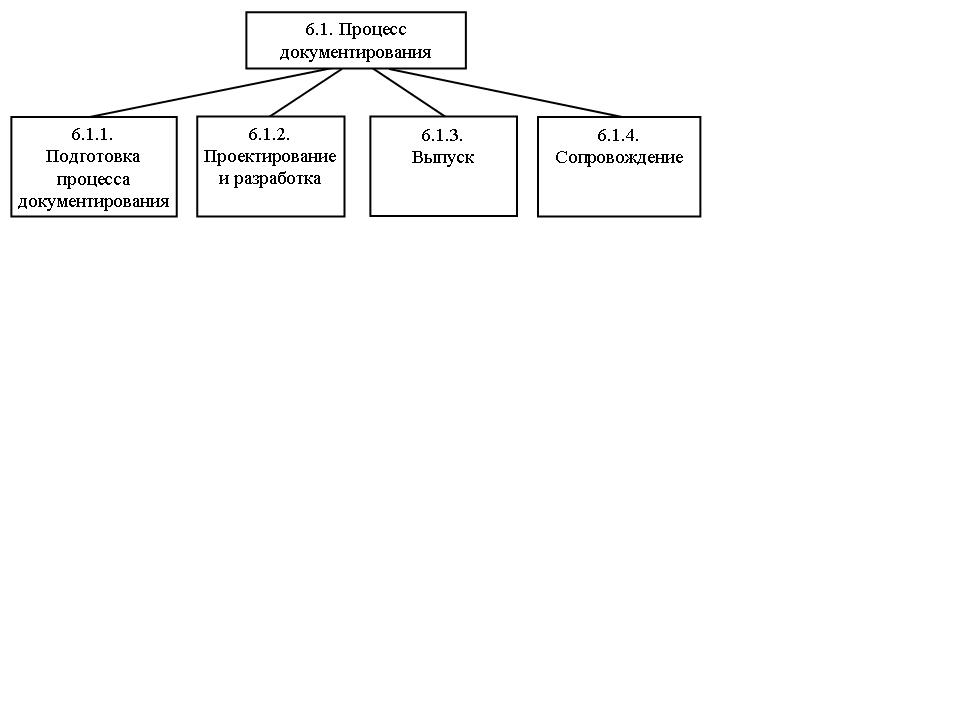 6.1. Процесс
документирования
6.1.1.
Подготовка
процесса
документирования
6.1.2.
Проектирование
и разработка
6.1.3.
Выпуск
6.1.4.
Сопровождение